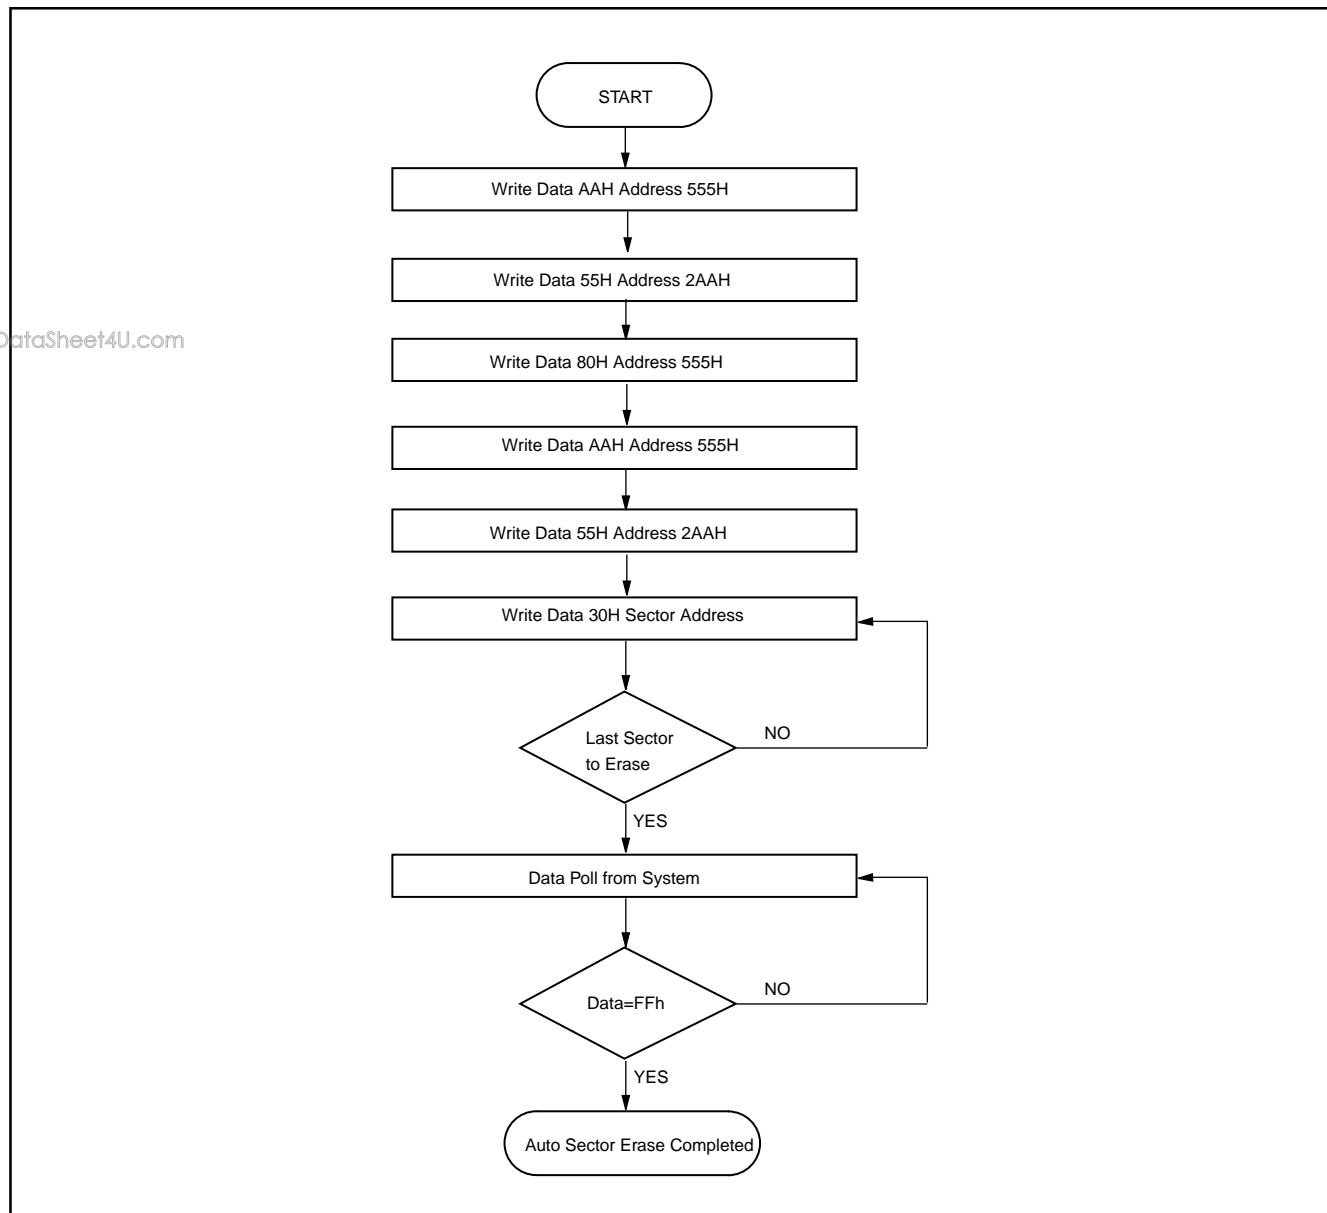 START
Write Data AAH Address 555H
Write Data 55H Address 2AAH
DataSheet4U.com
Write Data 80H Address 555H
Write Data AAH Address 555H
Write Data 55H Address 2AAH
Write Data 30H Sector Address
Last Sector
to Erase
NO
YES
Data Poll from System
Data=FFh
NO
YES
Auto Sector Erase Completed